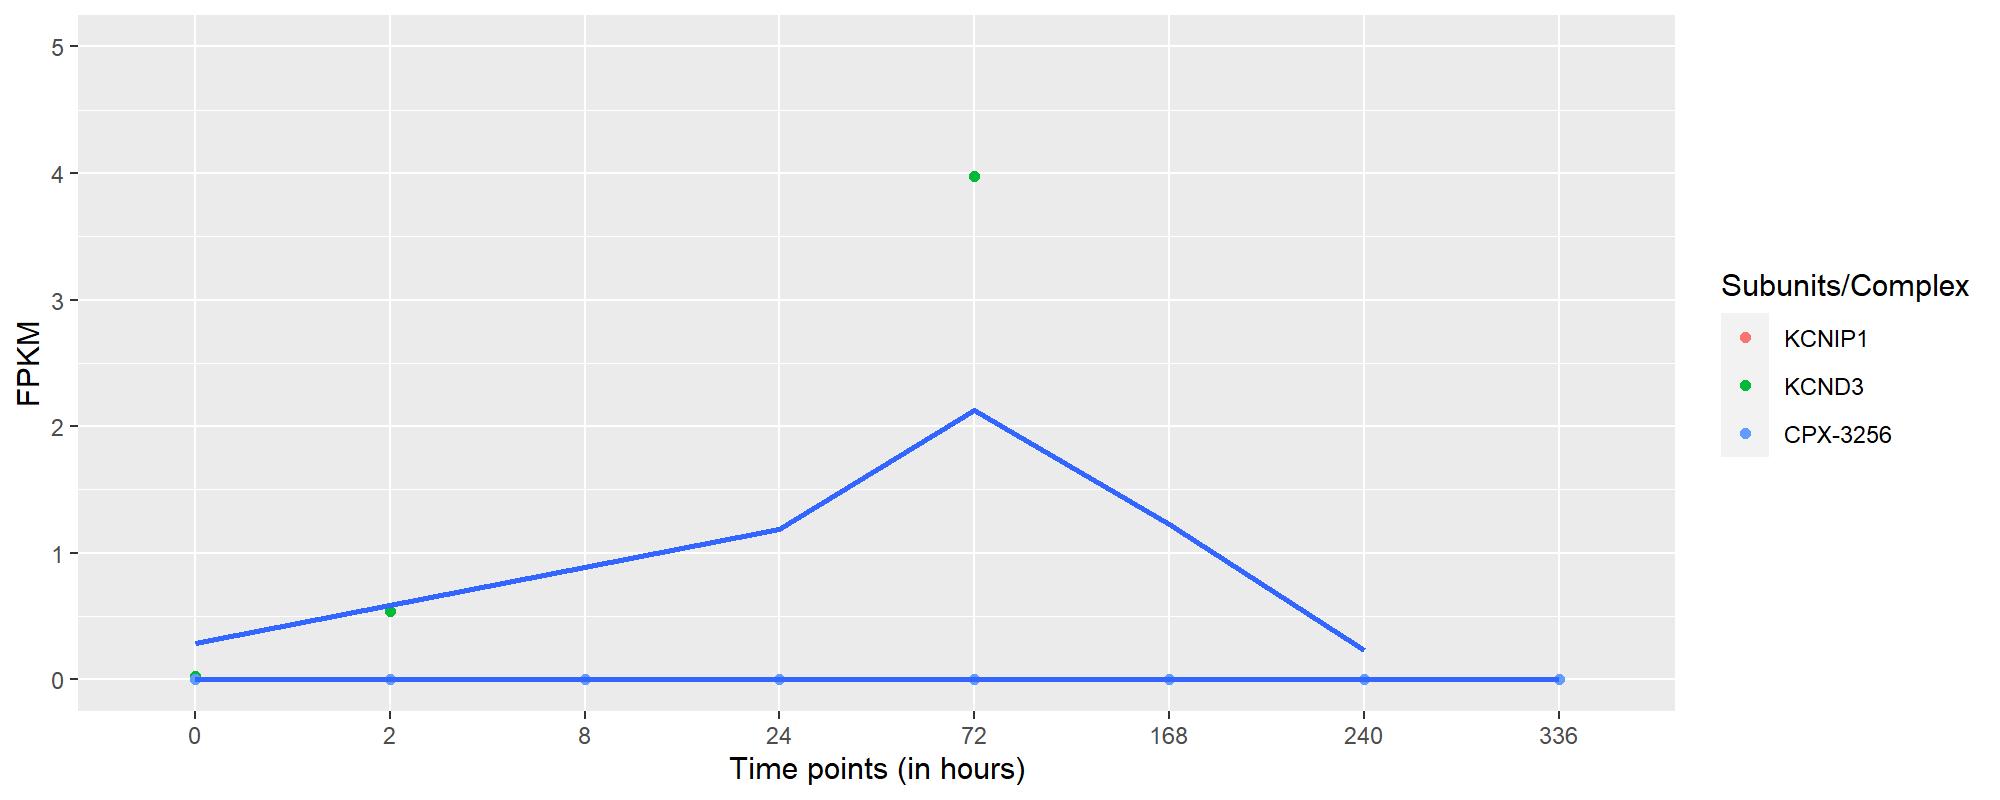 5
4
3
2
1
0
FPKM
0 2 8 24 72 168 240 336
Time points (in hours)
Subunits/Complex
KCNIP1
KCND3
CPX-3256